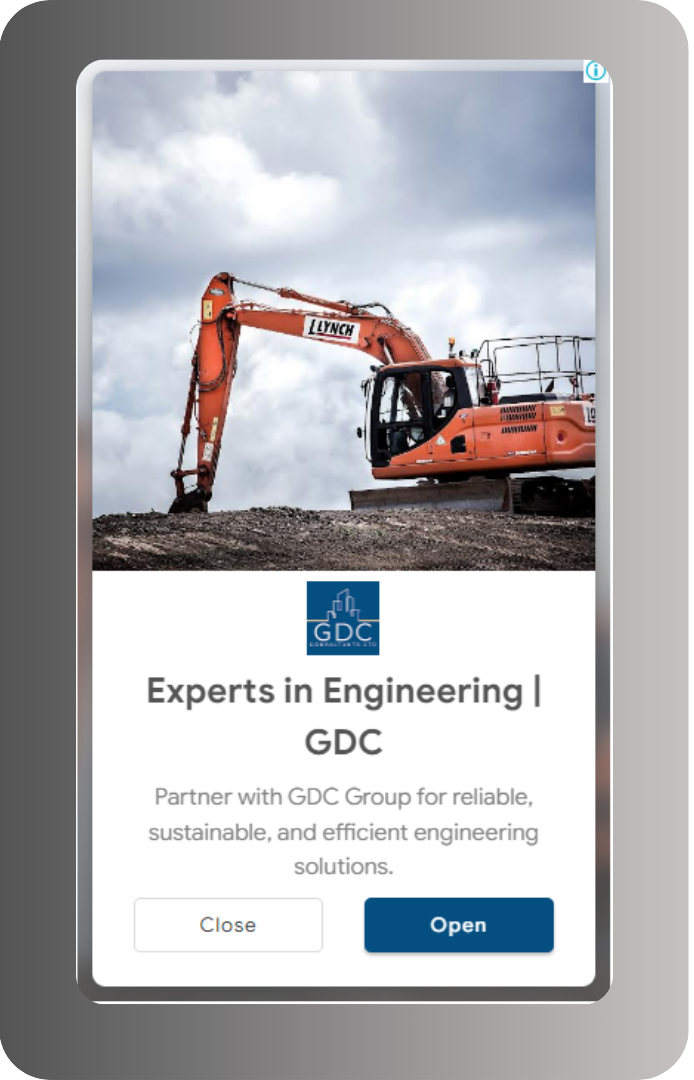 LLYNCH
GDC
CONSULTANTS LTD
Experts in Engineering |
GDC
Partner with GDC Group for reliable,
sustainable, and efficient engineering
solutions.
Close
Open